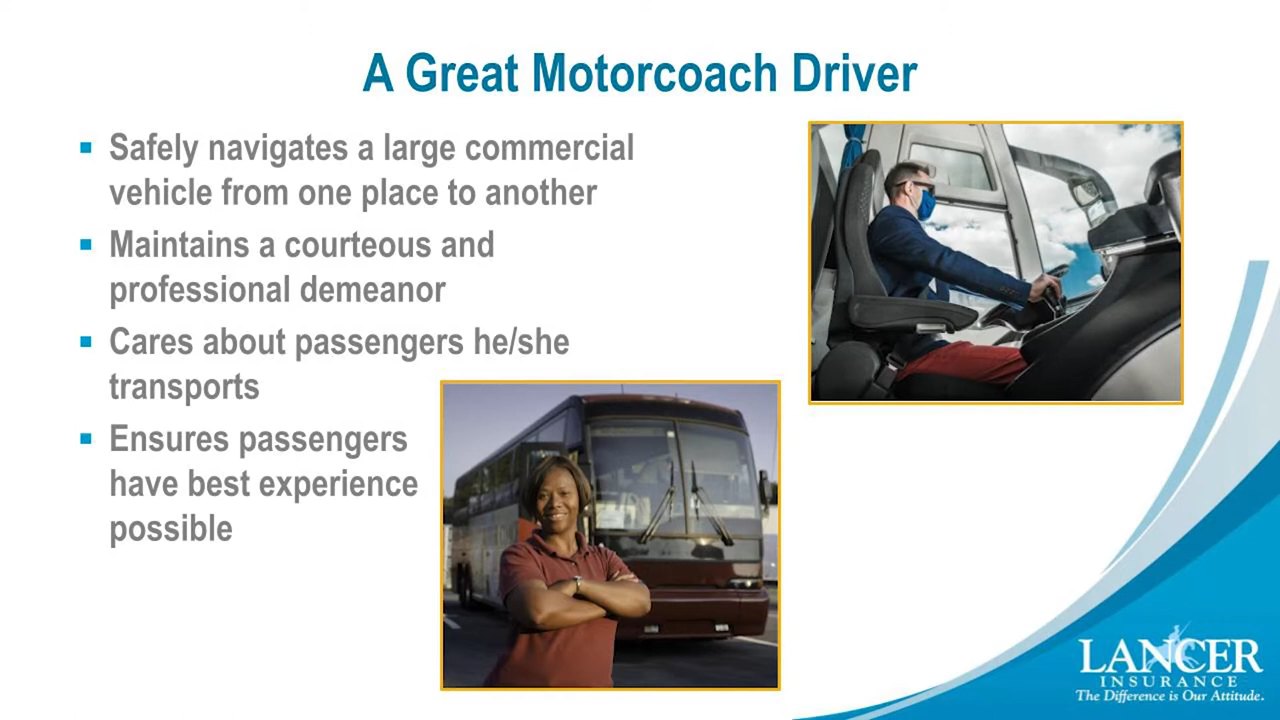 A Great Motorcoach Driver
Safely navigates a large commercial
vehicle from one place to another
Maintains a courteous and
professional demeanor
Cares about passengers he/she
transports
Ensures passengers
have best experience
possible
LANCER
INSURANCE
The Difference is Our Attitude.